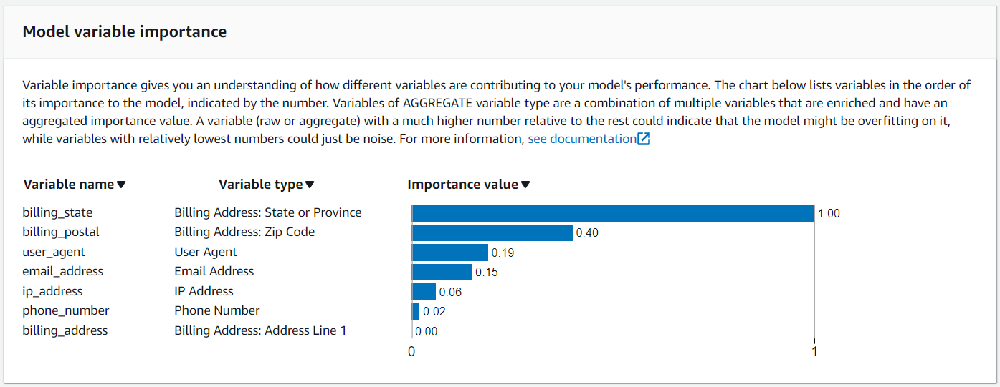 Model variable importance
Variable importance gives you an understanding of how different variables are contributing to your model's performance. The chart below lists variables in the order of
its importance to the model, indicated by the number. Variables of AGGREGATE variable type are a combination of multiple variables that are enriched and have an
aggregated importance value. A variable (raw or aggregate) with a much higher number relative to the rest could indicate that the model might be overfitting on it,
while variables with relatively lowest numbers could just be noise. For more information, see documentation
Variable name▼ Variable type▼ Importance value▼
billing_state Billing Address: State or Province 1.00
billing_postal Billing Address: Zip Code 0.40
user_agent User Agent 0.19
email_address Email Address 0.15
ip_address IP Address 0.06
phone_number Phone Number 0.02
billing_address Billing Address: Address Line 1 0.00
0 1